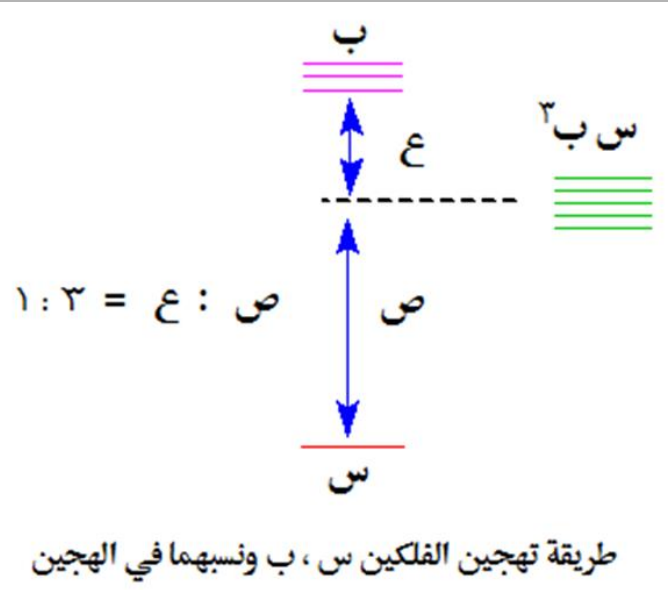 ب
س ب٣
ع
ص : ع = ٣ : ١
ص
س
طريقة تهجين الفلكين س ، ب ونسبهما في الهجين